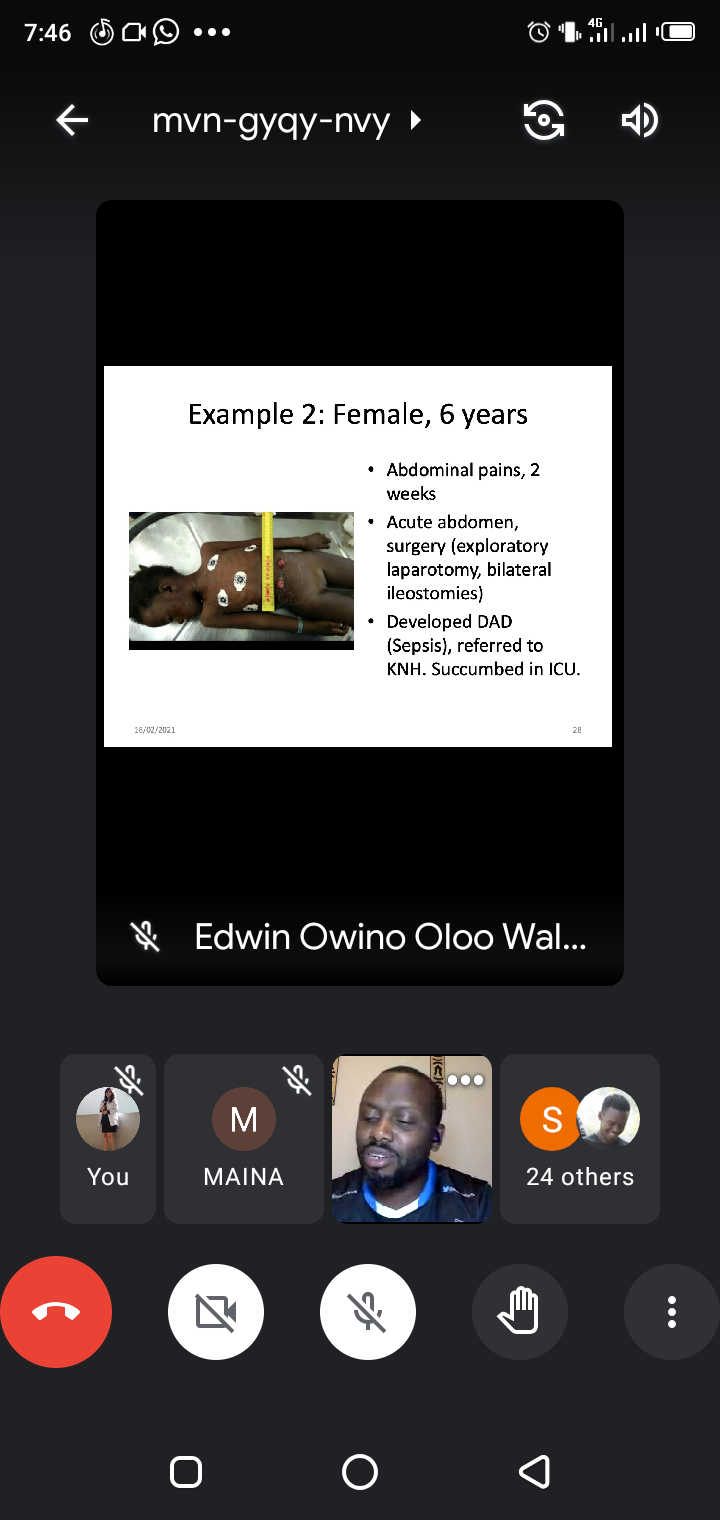 7:46
4G
mvn-gyqy-nvy
Example 2: Female, 6 years
• Abdominal pains, 2
weeks
• Acute abdomen,
surgery (exploratory
laparotomy, bilateral
ileostomies)
• Developed DAD
(Sepsis), referred to
KNH. Succumbed in ICU.
18/02/2021
28
Edwin Owino Oloo Wal...
You
M
MAINA
S
24 others